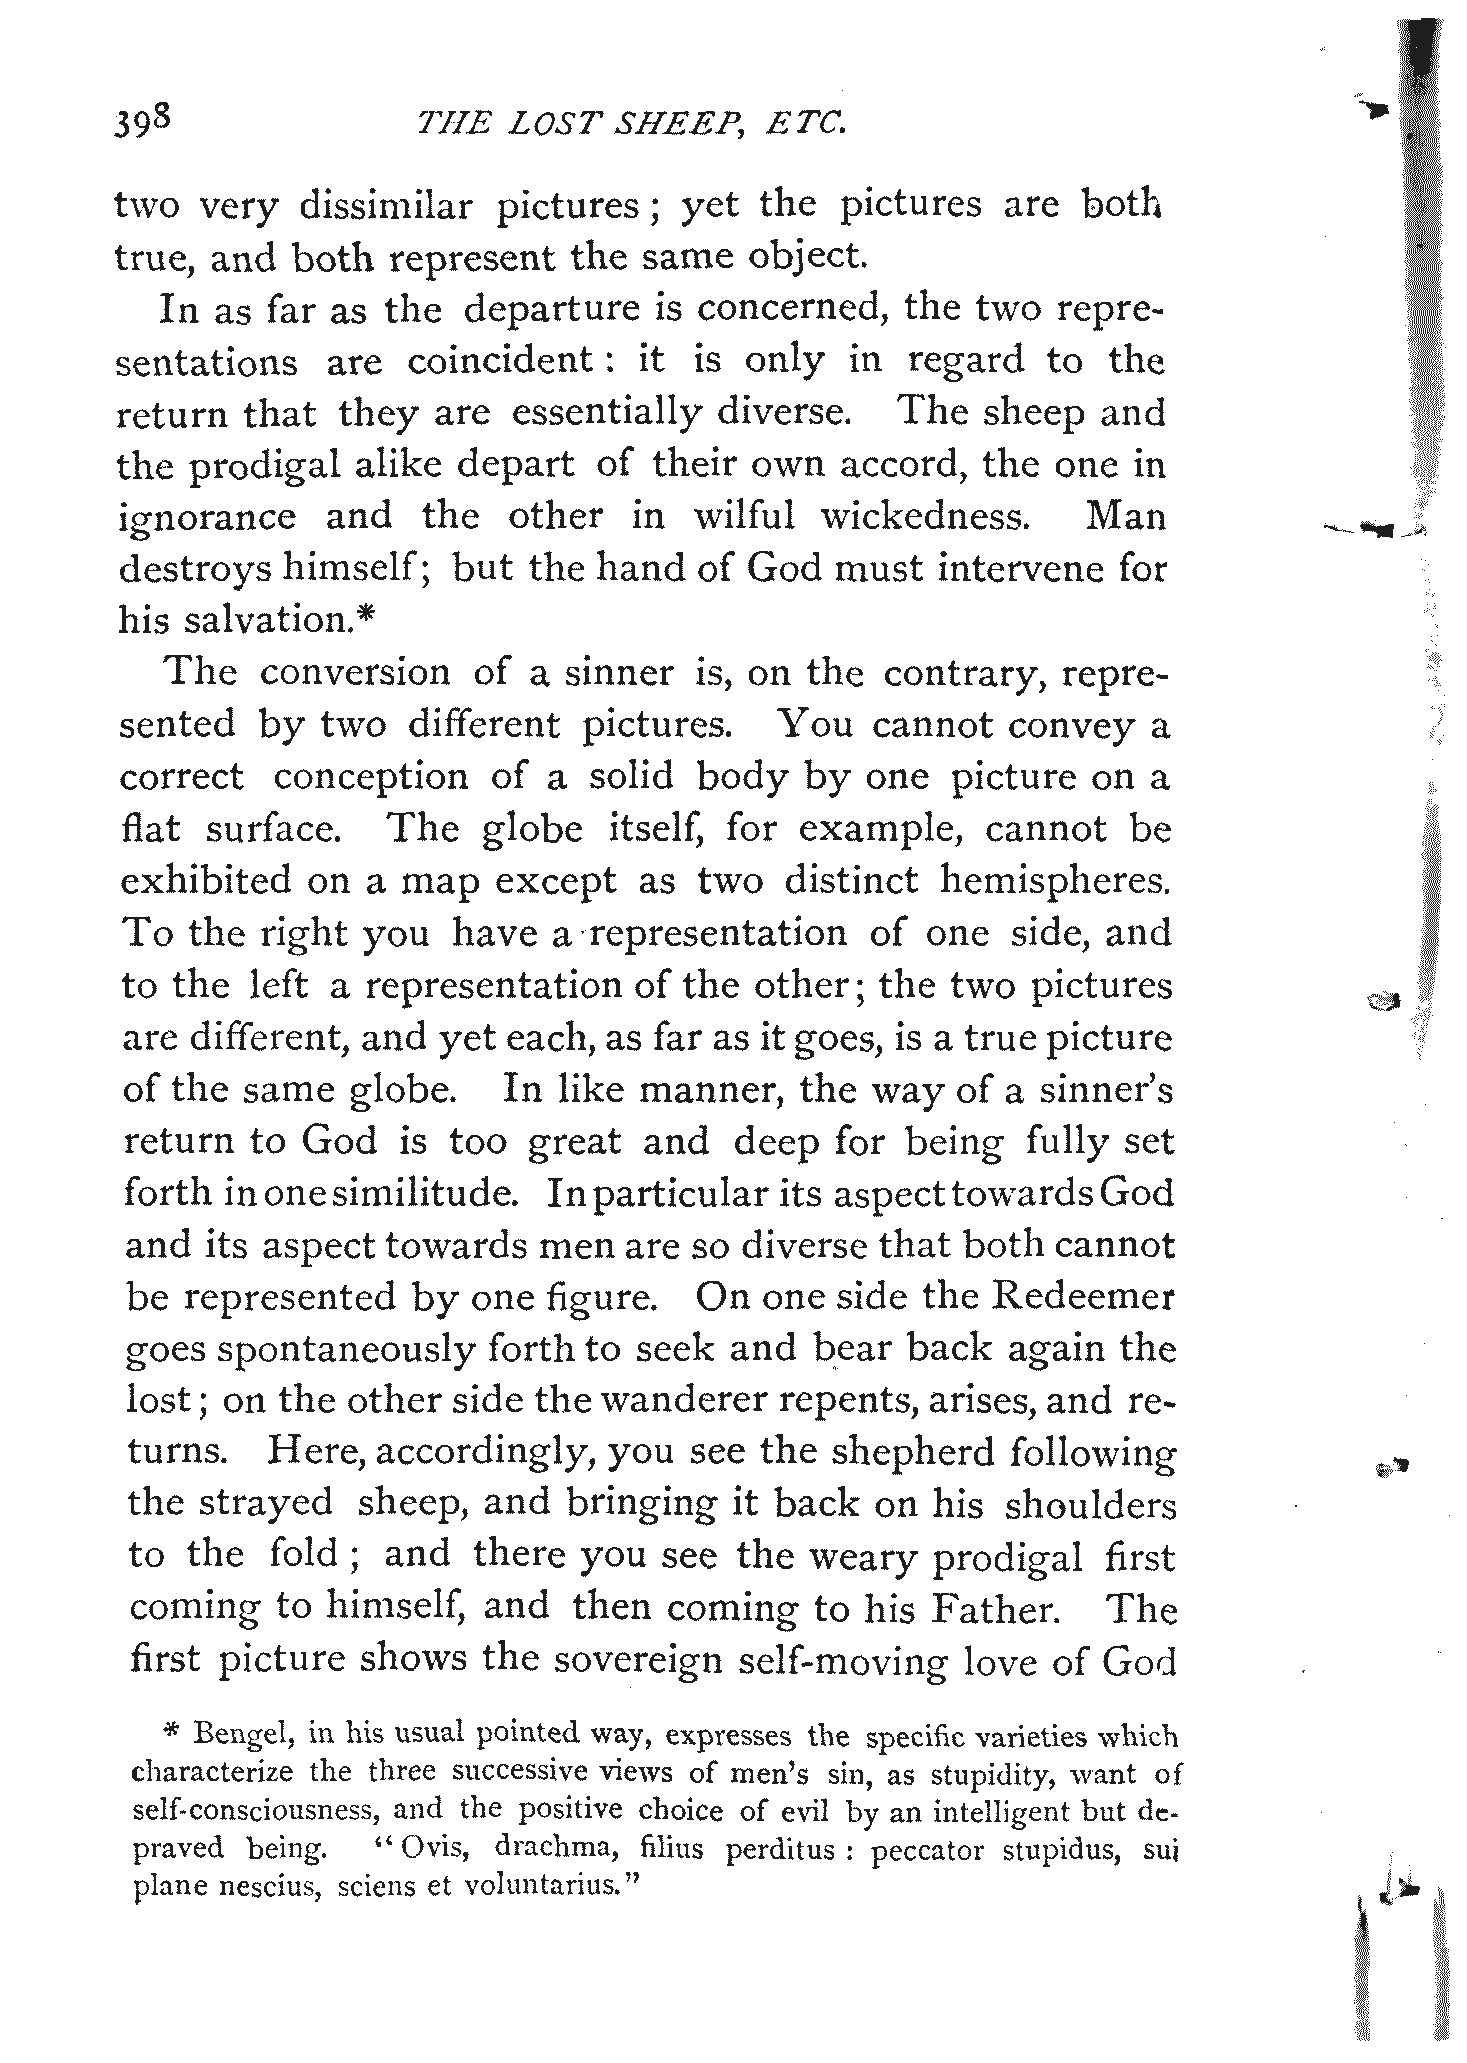 398 THE LOST SHEEP, ETC.
two very dissimilar pictures; yet the pictures are both
true, and both represent the same object.
In as far as the departure is concerned, the two repre-
sentations are coincident: it is only in regard to the
return that they are essentially diverse. The sheep and
the prodigal alike depart of their own accord, the one in
ignorance and the other in wilful wickedness. Man
destroys himself; but the hand of God must intervene for
his salvation.*
The conversion of a sinner is, on the contrary, repre-
sented by two different pictures. You cannot convey a
correct conception of a solid body by one picture on a
flat surface. The globe itself, for example, cannot be
exhibited on a map except as two distinct hemispheres.
To the right you have a representation of one side, and
to the left a representation of the other; the two pictures
are different, and yet each, as far as it goes, is a true picture
of the same globe. In like manner, the way of a sinner's
return to God is too great and deep for being fully set
forth in one similitude. In particular its aspect towards God
and its aspect towards men are so diverse that both cannot
be represented by one figure. On one side the Redeemer
goes spontaneously forth to seek and bear back again the
lost; on the other side the wanderer repents, arises, and re-
turns. Here, accordingly, you see the shepherd following
the strayed sheep, and bringing it back on his shoulders
to the fold; and there you see the weary prodigal first
coming to himself, and then coming to his Father. The
first picture shows the sovereign self-moving love of God
* Bengel, in his usual pointed way, expresses the specific varieties which
characterize the three successive views of men's sin, as stupidity, want of
self-consciousness, and the positive choice of evil by an intelligent but de-
praved being. "Ovis, drachma, filius perditus: peccator stupidus, sui
plane nescius, sciens et voluntarius."